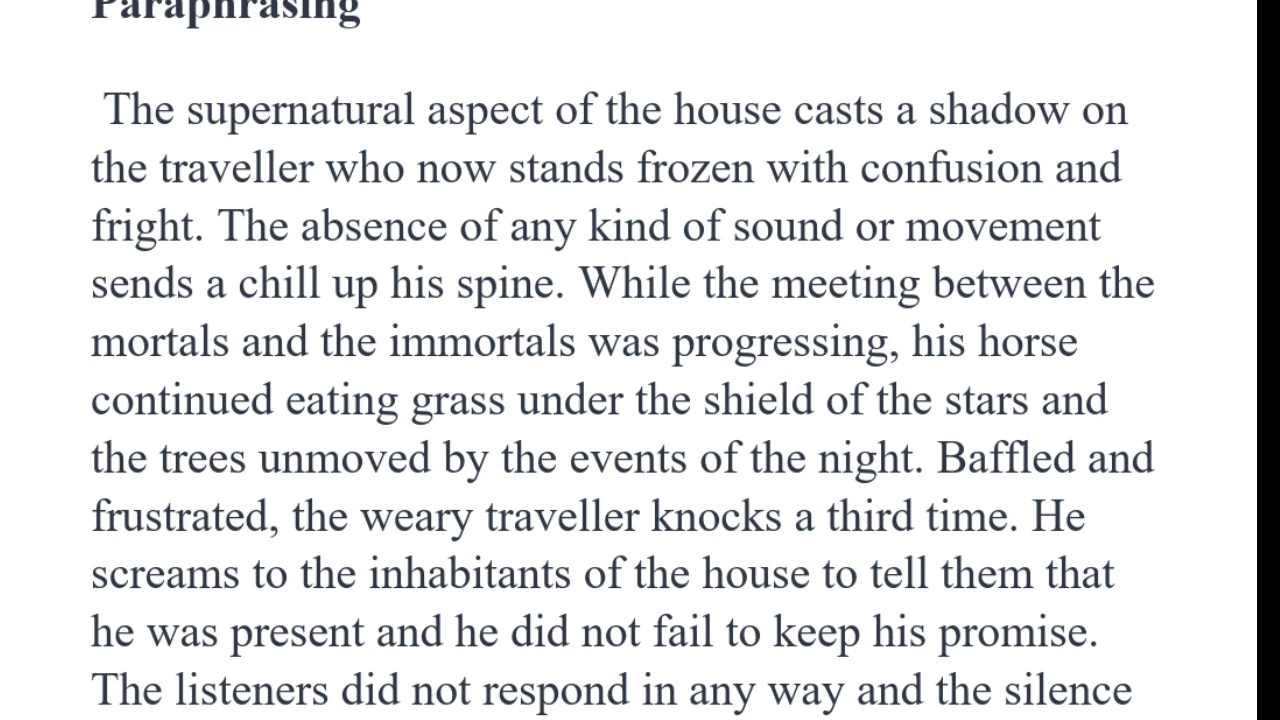 Paraphrasing
The supernatural aspect of the house casts a shadow on
the traveller who now stands frozen with confusion and
fright. The absence of any kind of sound or movement
sends a chill up his spine. While the meeting between the
mortals and the immortals was progressing, his horse
continued eating grass under the shield of the stars and
the trees unmoved by the events of the night. Baffled and
frustrated, the weary traveller knocks a third time. He
screams to the inhabitants of the house to tell them that
he was present and he did not fail to keep his promise.
The listeners did not respond in any way and the silence